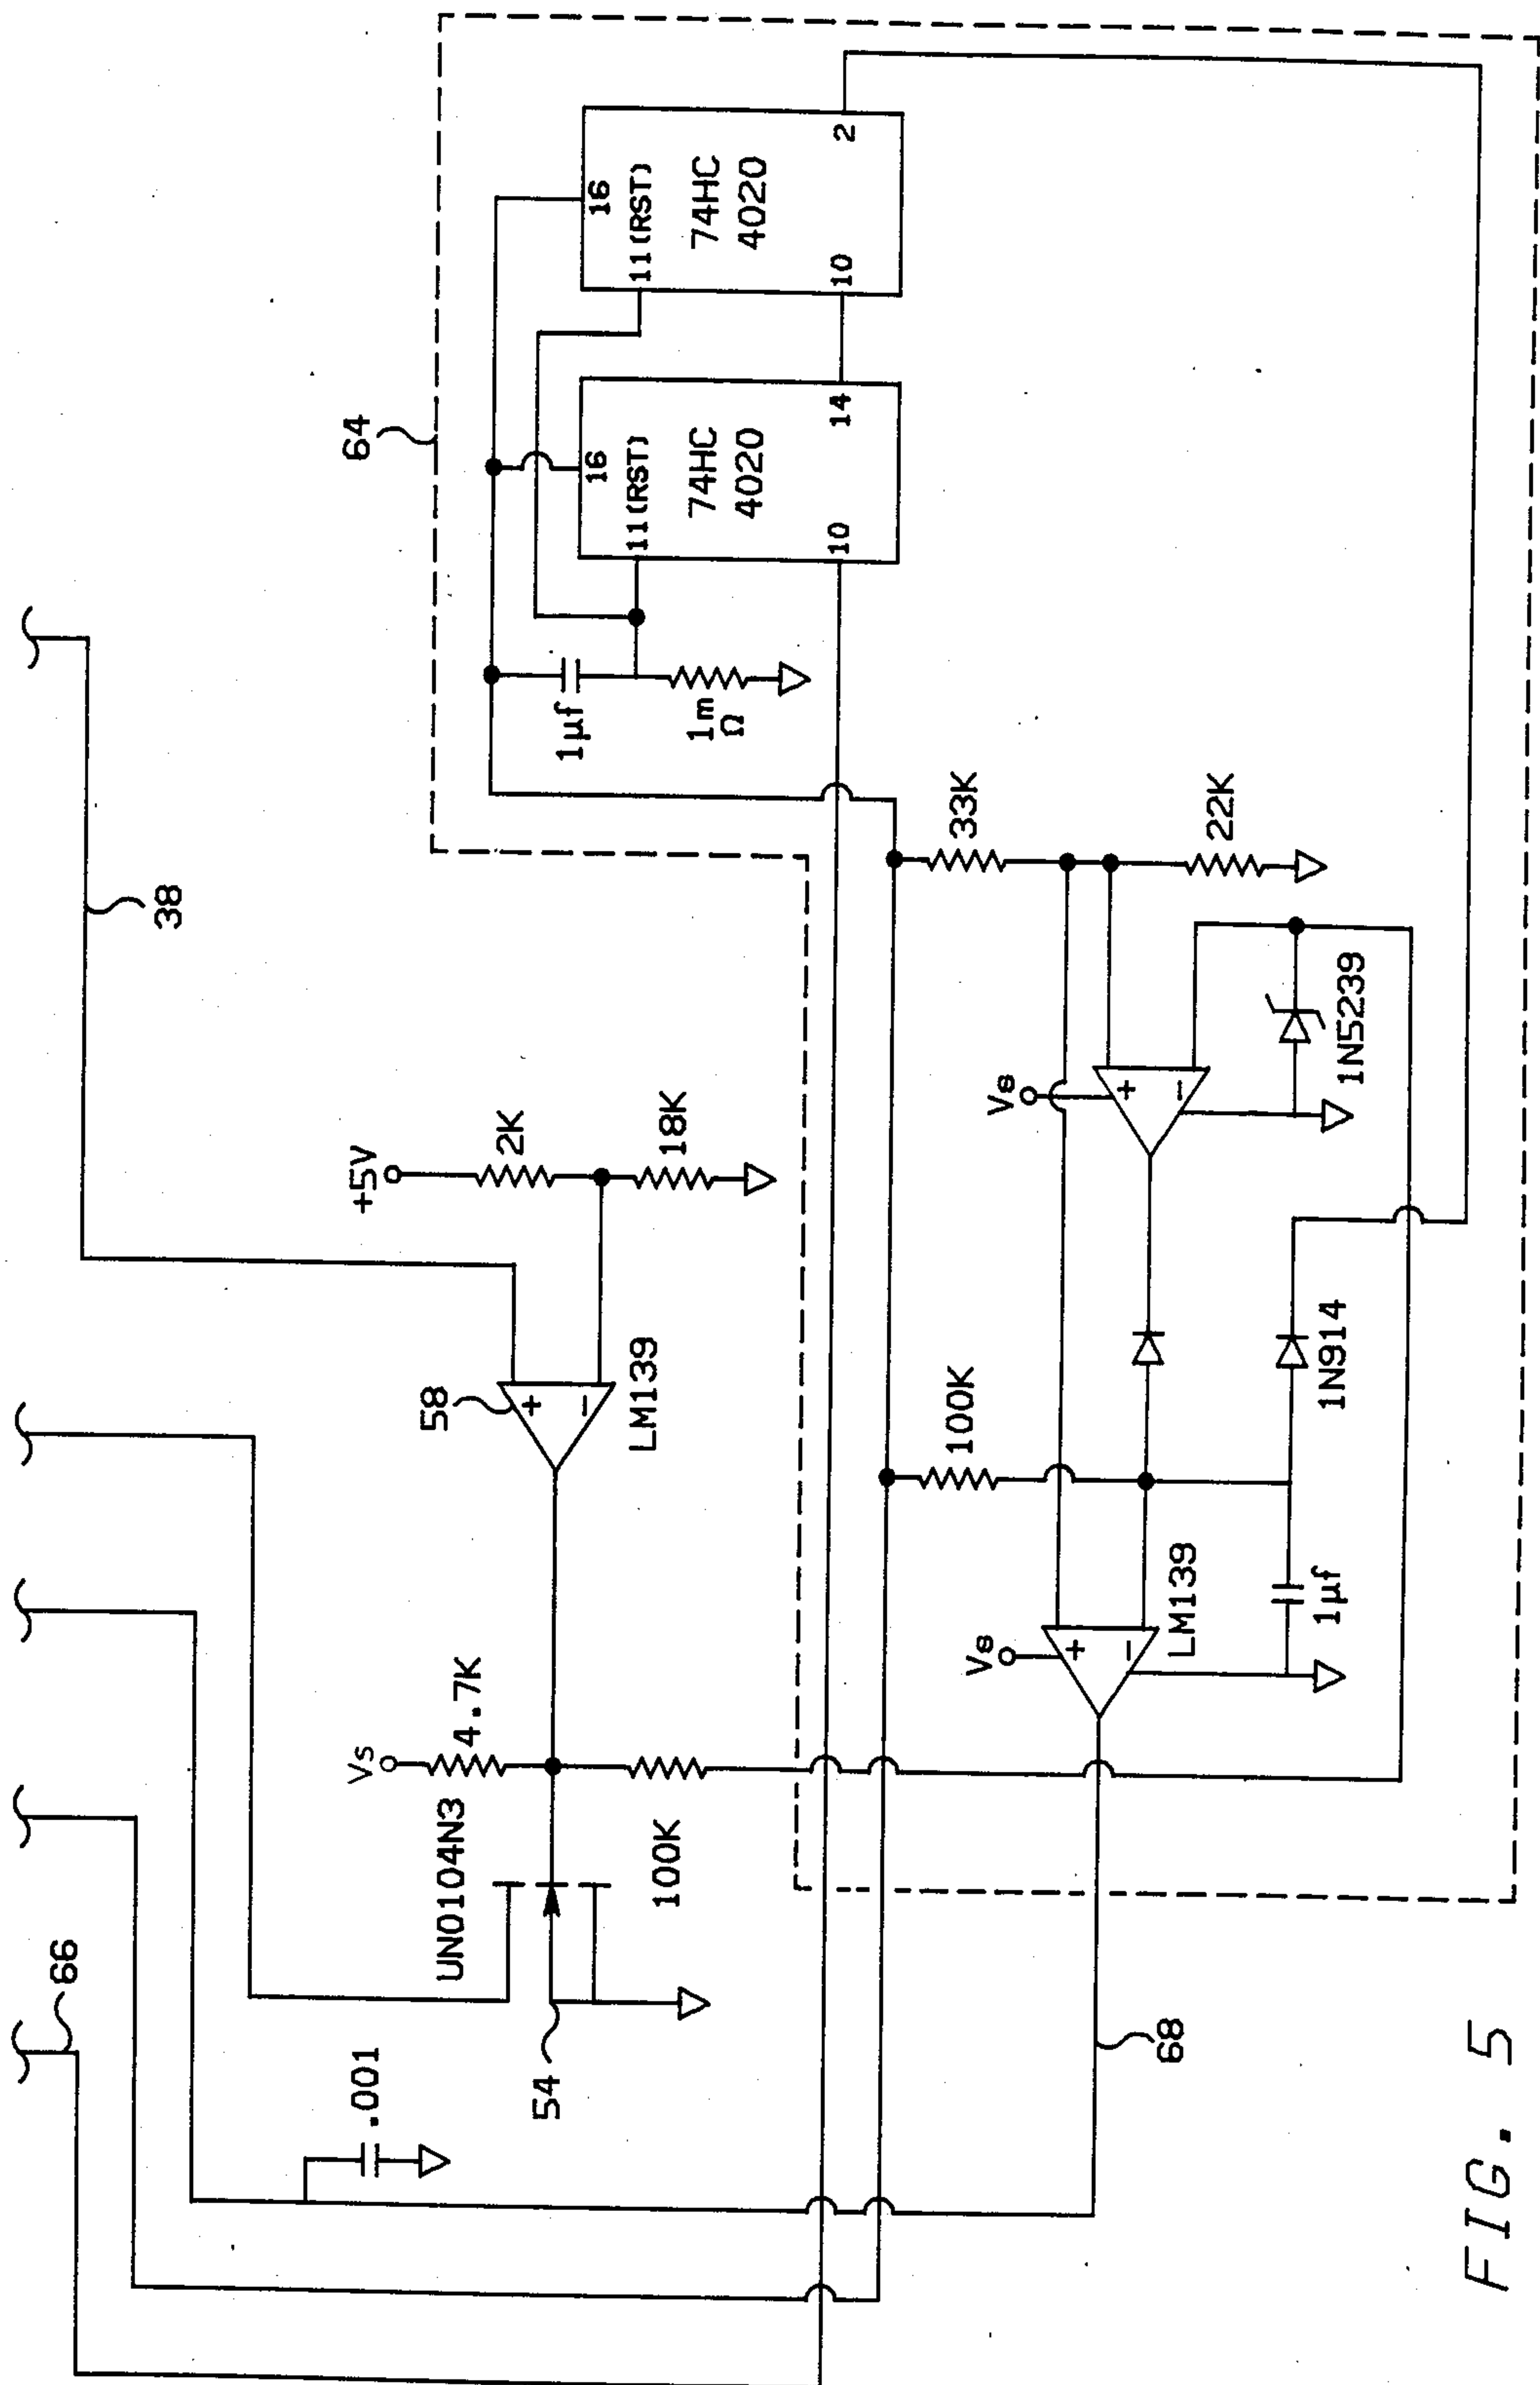 66
38
64
16
11(RST)
74HC
4020
10
14
16
11(RST)
74HC
4020
10
2
1µf
1m
Ω
.001
54
UN0104N3
Vs
4.7K
100K
58
LM139
+5V
2K
18K
68
Vs
LM139
1µf
100K
1N914
Vs
1N5239
33K
22K
+
−
+
−
+
−
FIG. 5